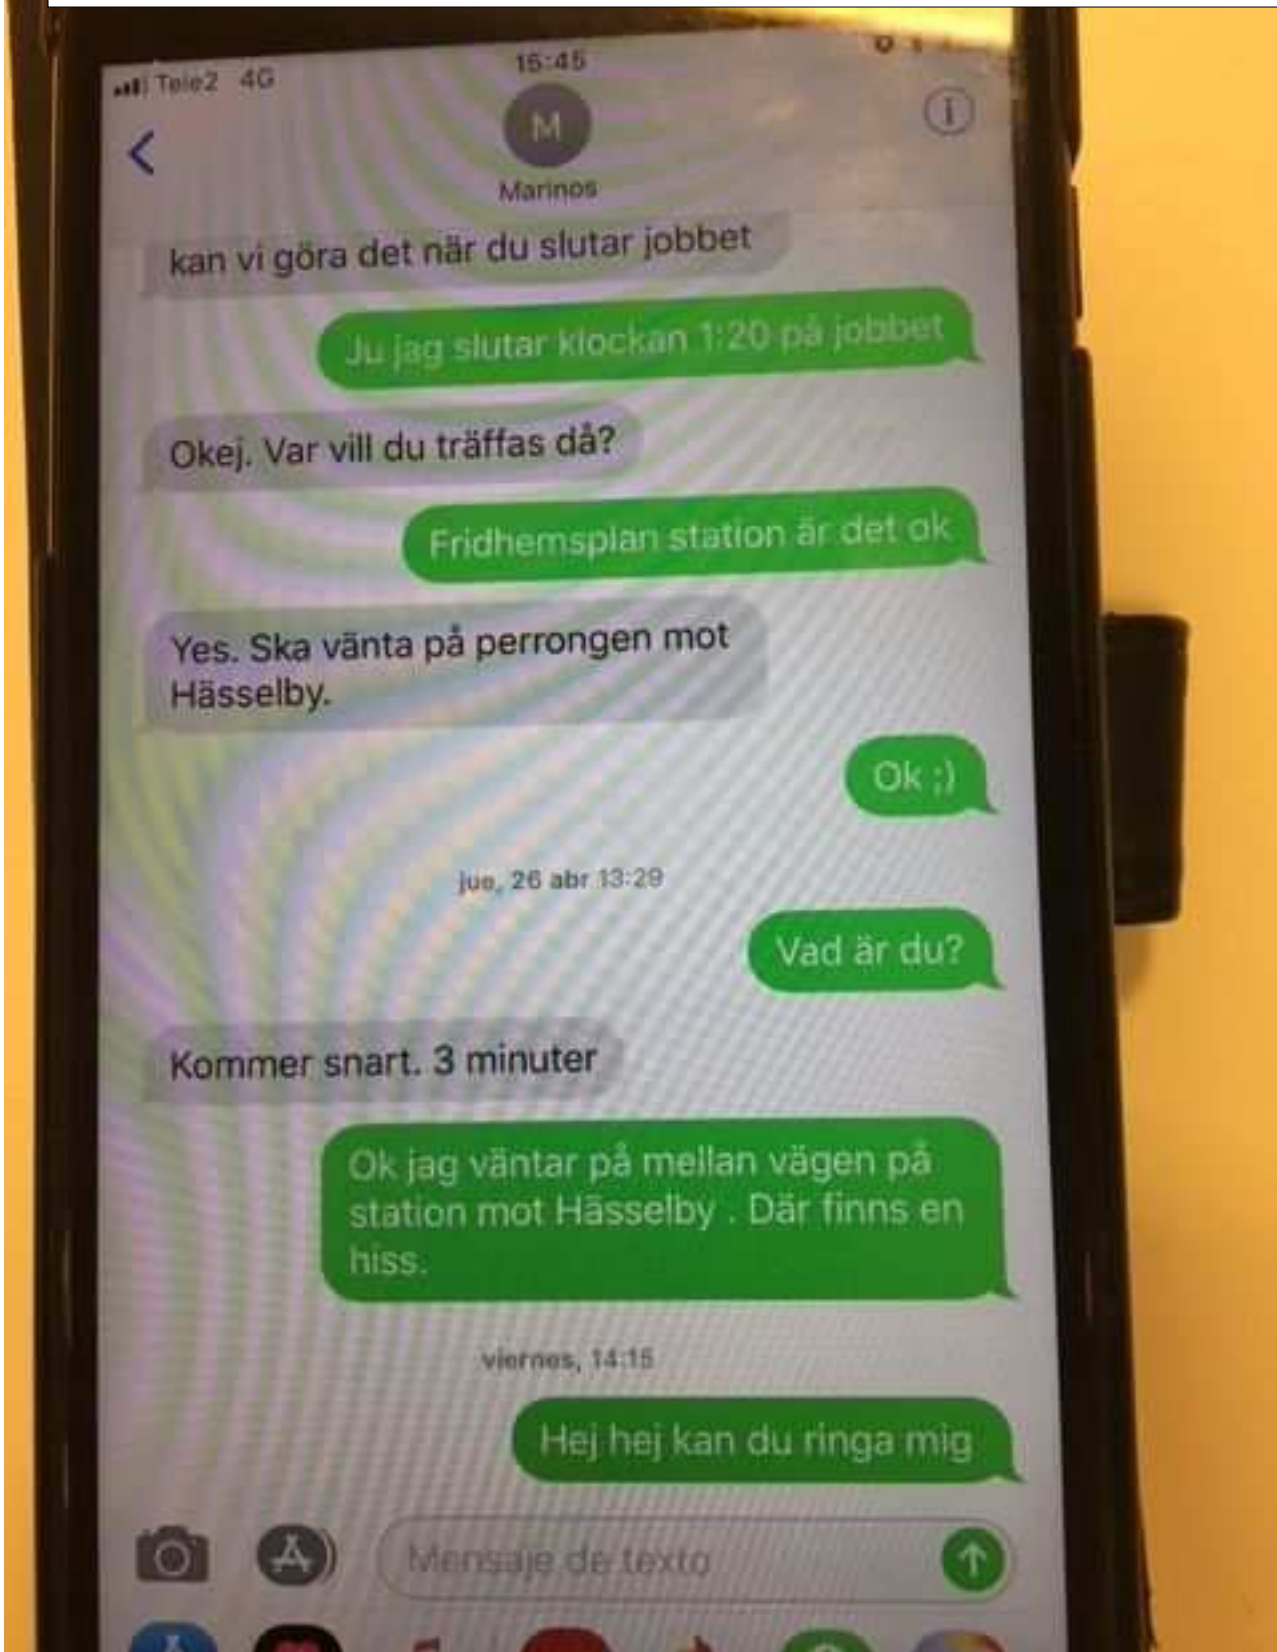 Tele2 4G
15:45
M
Marinos
kan vi göra det när du slutar jobbet
Ju jag slutar klockan 1:20 på jobbet
Okej. Var vill du träffas då?
Fridhemsplan station är det ok
Yes. Ska vänta på perrongen mot
Hässelby.
Ok ;)
jue, 26 abr 13:29
Vad är du?
Kommer snart. 3 minuter
Ok jag väntar på mellan vägen på
station mot Hässelby . Där finns en
hiss.
viernes, 14:15
Hej hej kan du ringa mig
Mensaje de texto